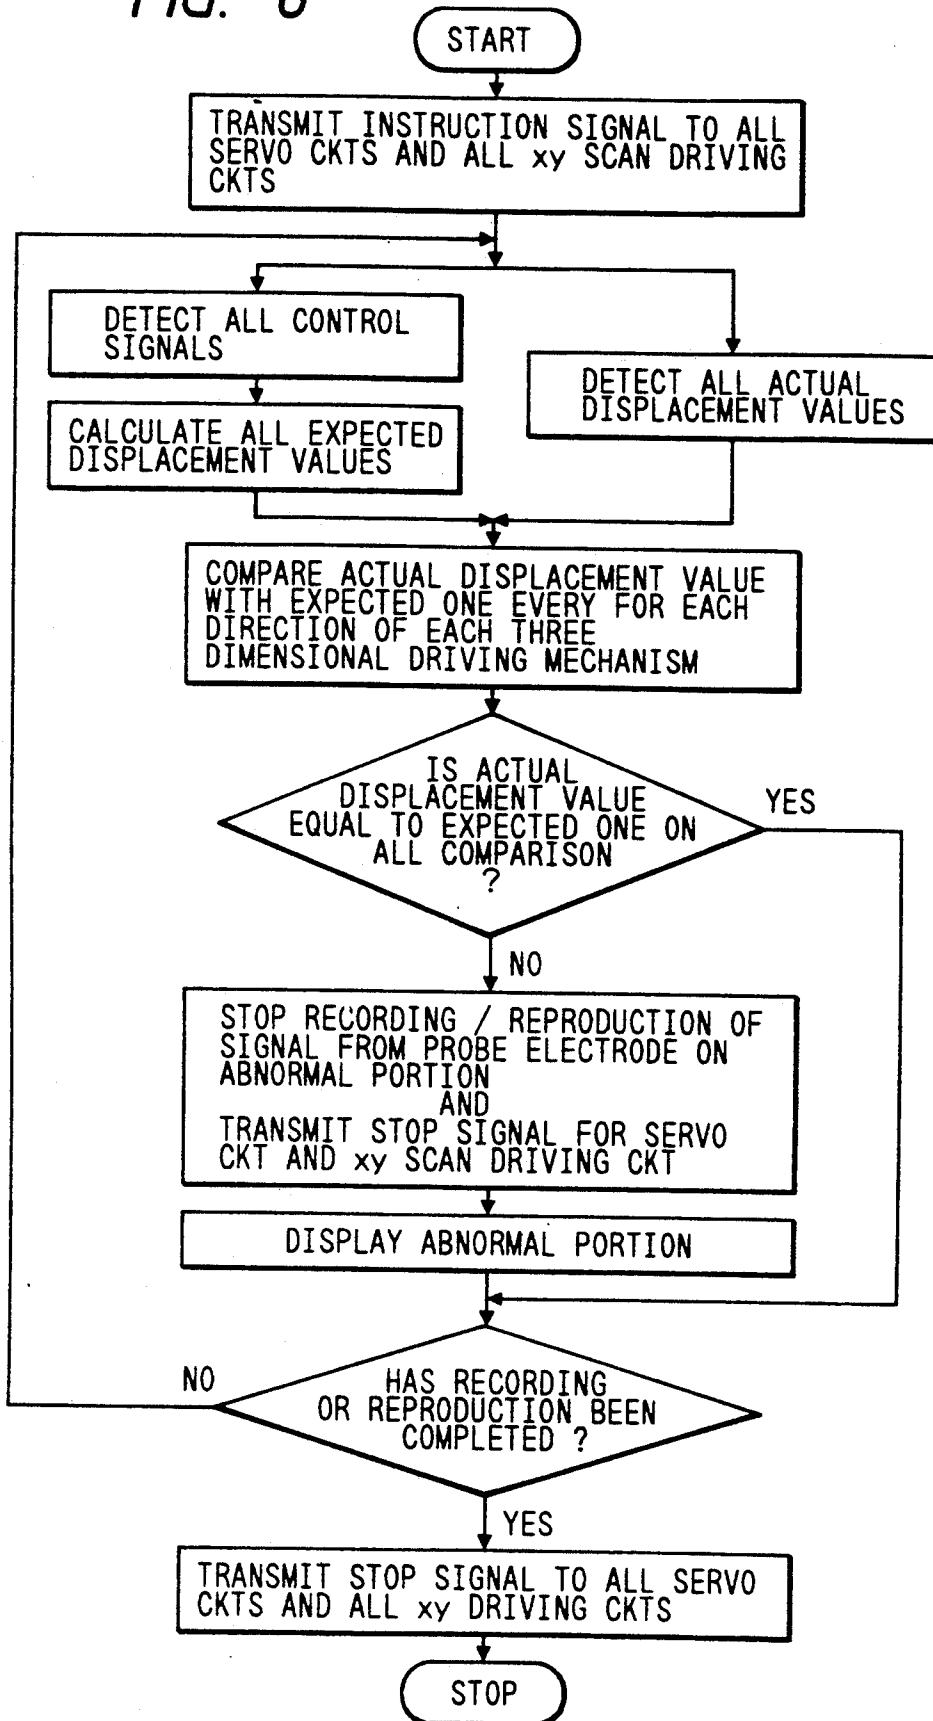 START
TRANSMIT INSTRUCTION SIGNAL TO ALL
SERVO CKTS AND ALL xy SCAN DRIVING
CKTS
DETECT ALL CONTROL
SIGNALS
CALCULATE ALL EXPECTED
DISPLACEMENT VALUES
DETECT ALL ACTUAL
DISPLACEMENT VALUES
COMPARE ACTUAL DISPLACEMENT VALUE
WITH EXPECTED ONE EVERY FOR EACH
DIRECTION OF EACH THREE
DIMENSIONAL DRIVING MECHANISM
IS ACTUAL
DISPLACEMENT VALUE
EQUAL TO EXPECTED ONE ON
ALL COMPARISON
?
YES
NO
STOP RECORDING / REPRODUCTION OF
SIGNAL FROM PROBE ELECTRODE ON
ABNORMAL PORTION
AND
TRANSMIT STOP SIGNAL FOR SERVO
CKT AND xy SCAN DRIVING CKT
DISPLAY ABNORMAL PORTION
NO
HAS RECORDING
OR REPRODUCTION BEEN
COMPLETED ?
YES
TRANSMIT STOP SIGNAL TO ALL SERVO
CKTS AND ALL xy DRIVING CKTS
STOP